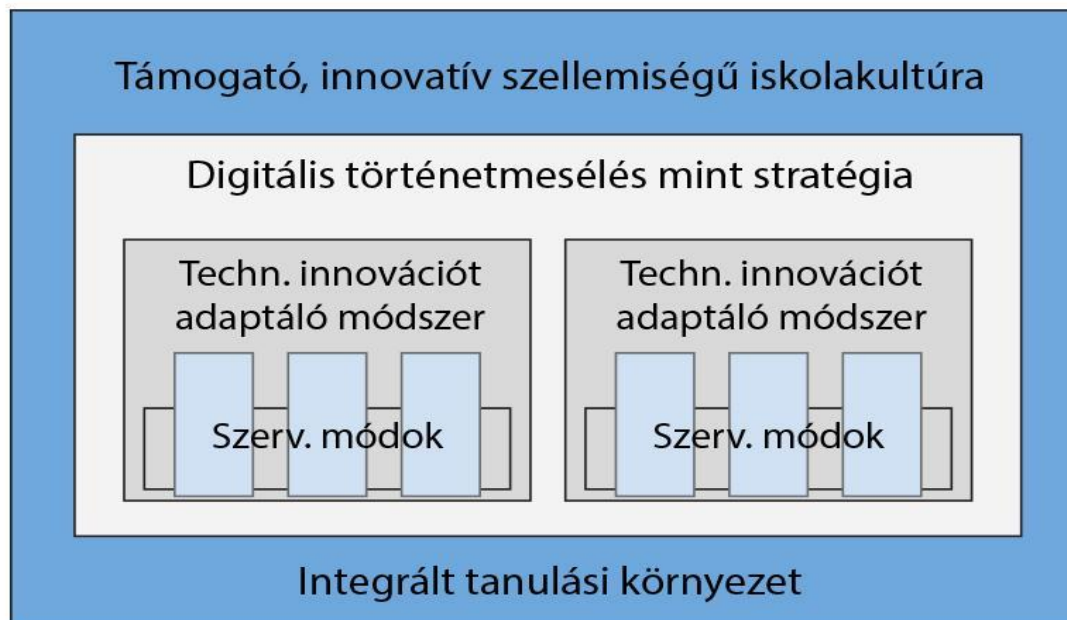 Támogató, innovatív szellemiségű iskolakultúra
Digitális történetmesélés mint stratégia
Techn. innovációt
adaptáló módszer
Szerv. módok
Techn. innovációt
adaptáló módszer
Szerv. módok
Integrált tanulási környezet